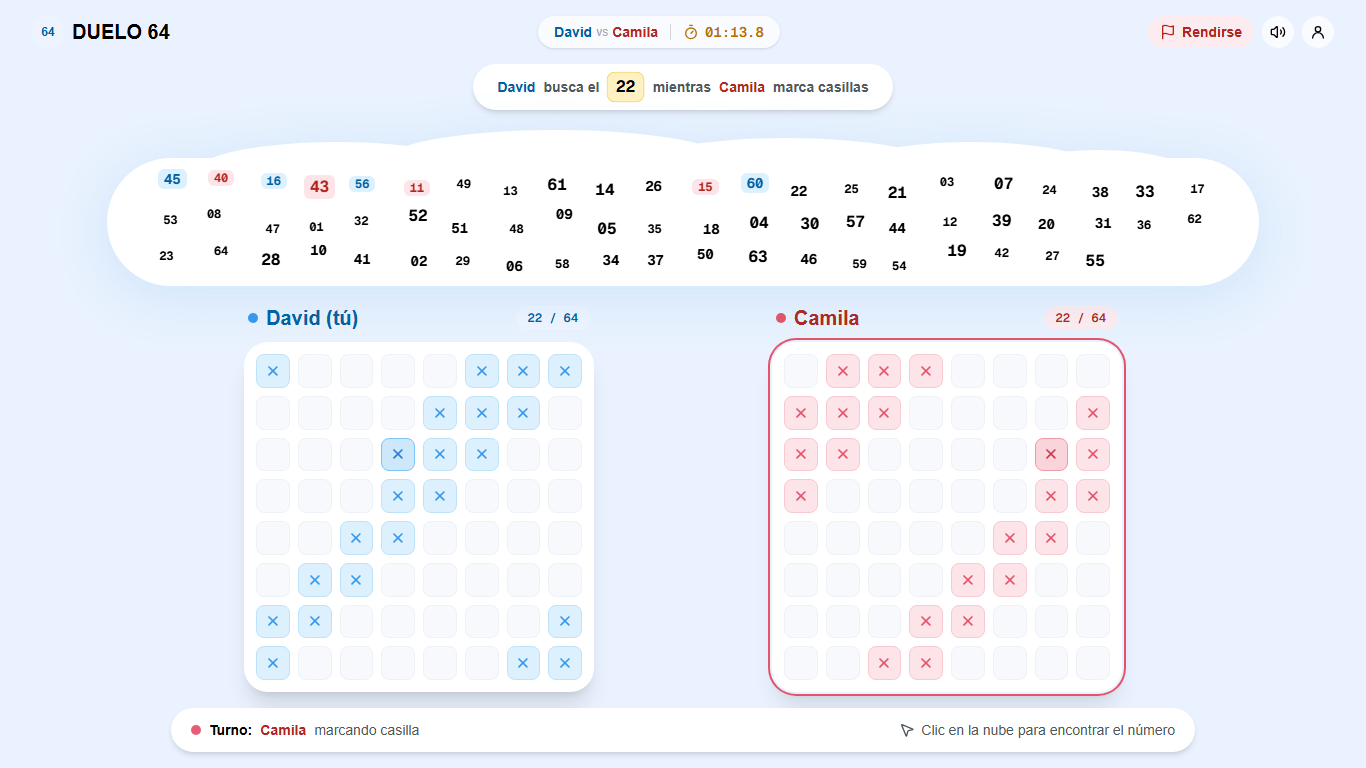 64 DUELO 64
David vs Camila 01:13.8
Rendirse
David busca el 22 mientras Camila marca casillas
45 40 16 43 56 11 49 13 61 14 26 15 60 22 25 21 03 07 24 38 33 17
53 08 47 01 32 52 51 48 09 05 35 18 04 30 57 44 12 39 20 31 36 62
23 64 28 10 41 02 29 06 58 34 37 50 63 46 59 54 19 42 27 55
David (tú) 22 / 64
Camila 22 / 64
Turno: Camila marcando casilla
Clic en la nube para encontrar el número